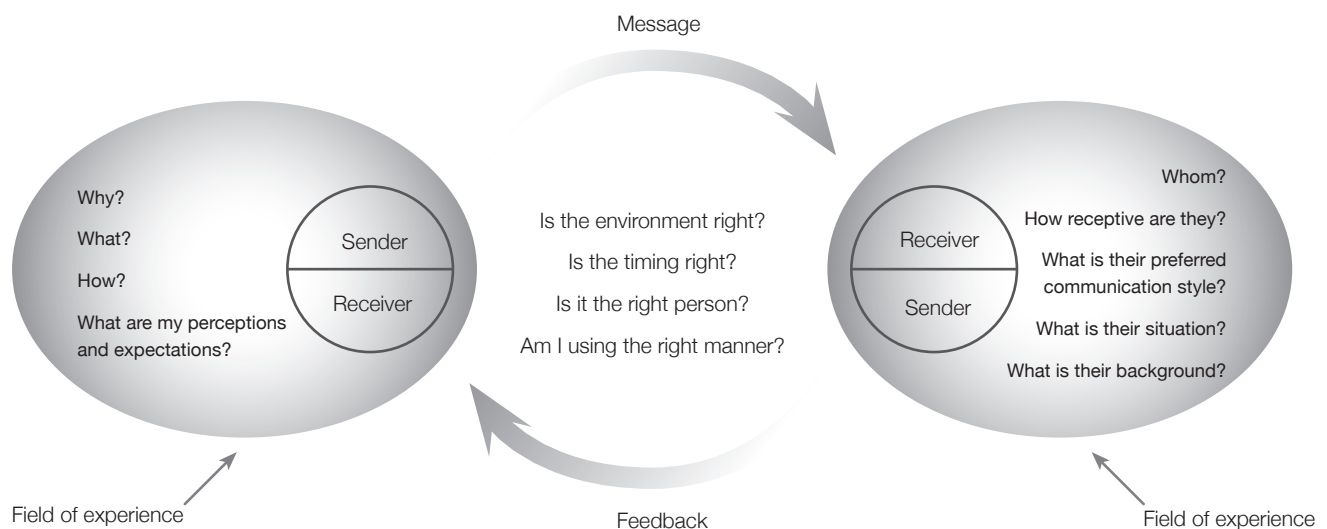 Message
Why?
What?
How?
What are my perceptions
and expectations?
Sender
Receiver
Is the environment right?
Is the timing right?
Is it the right person?
Am I using the right manner?
Receiver
Sender
Whom?
How receptive are they?
What is their preferred
communication style?
What is their situation?
What is their background?
Field of experience
Feedback
Field of experience